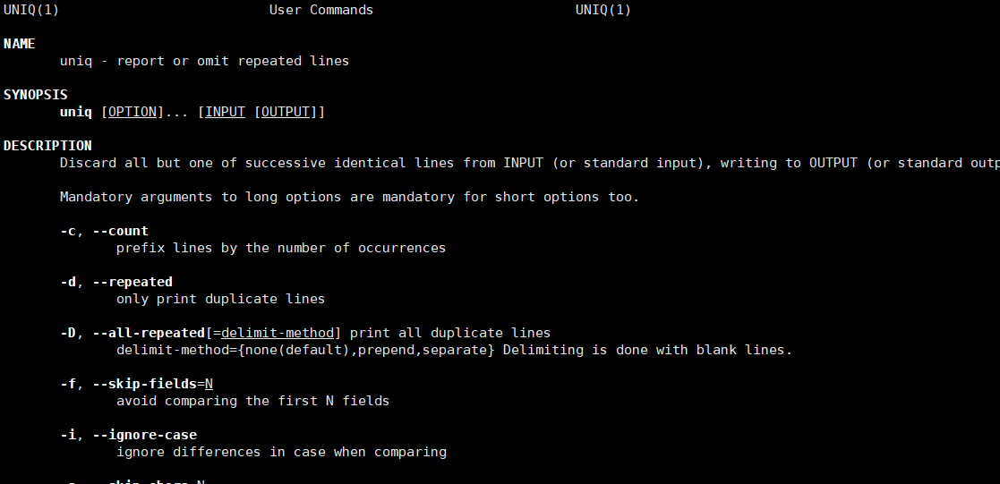 UNIQ(1) User Commands UNIQ(1)
NAME
uniq - report or omit repeated lines
SYNOPSIS
uniq [OPTION]... [INPUT [OUTPUT]]
DESCRIPTION
Discard all but one of successive identical lines from INPUT (or standard input), writing to OUTPUT (or standard outp
Mandatory arguments to long options are mandatory for short options too.
-c, --count
prefix lines by the number of occurrences
-d, --repeated
only print duplicate lines
-D, --all-repeated[=delimit-method] print all duplicate lines
delimit-method={none(default),prepend,separate} Delimiting is done with blank lines.
-f, --skip-fields=N
avoid comparing the first N fields
-i, --ignore-case
ignore differences in case when comparing